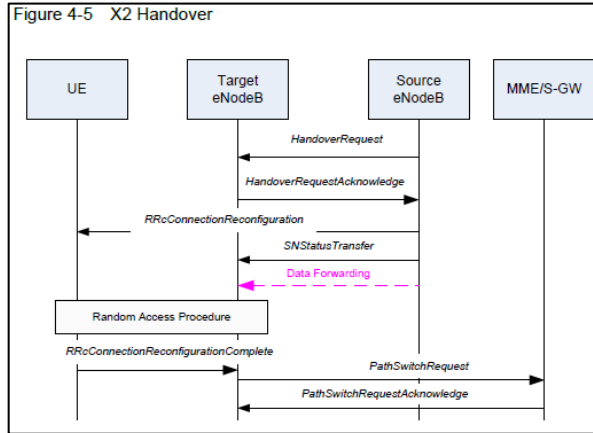 Figure 4-5 X2 Handover
UE
Target
eNodeB
Source
eNodeB
MME/S-GW
HandoverRequest
HandoverRequestAcknowledge
RRcConnectionReconfiguration
SNStatusTransfer
Data Forwarding
Random Access Procedure
RRcConnectionReconfigurationComplete
PathSwitchRequest
PathSwitchRequestAcknowledge